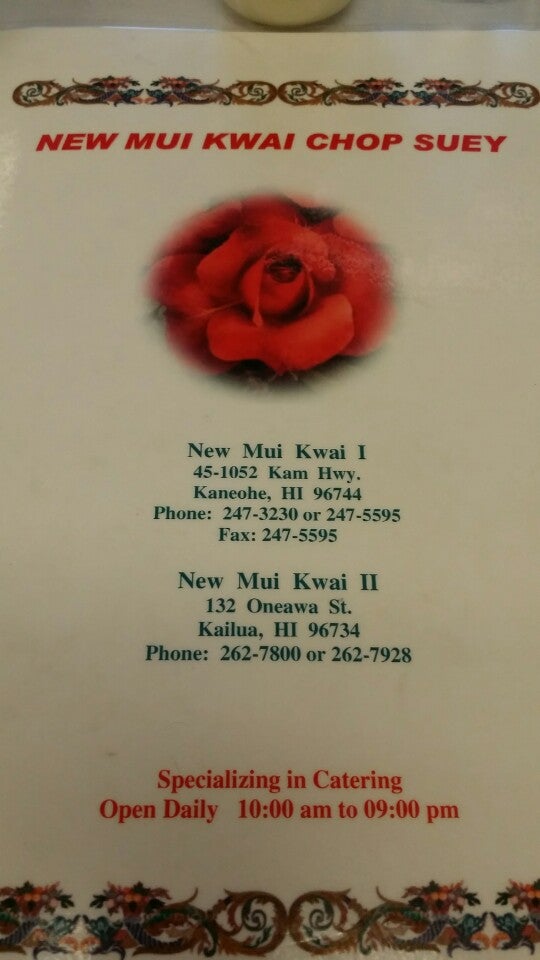 NEW MUI KWAI CHOP SUEY
New Mui Kwai I
45-1052 Kam Hwy.
Kaneohe, HI 96744
Phone: 247-3230 or 247-5595
Fax: 247-5595
New Mui Kwai II
132 Oneawa St.
Kailua, HI 96734
Phone: 262-7800 or 262-7928
Specializing in Catering
Open Daily 10:00 am to 09:00 pm